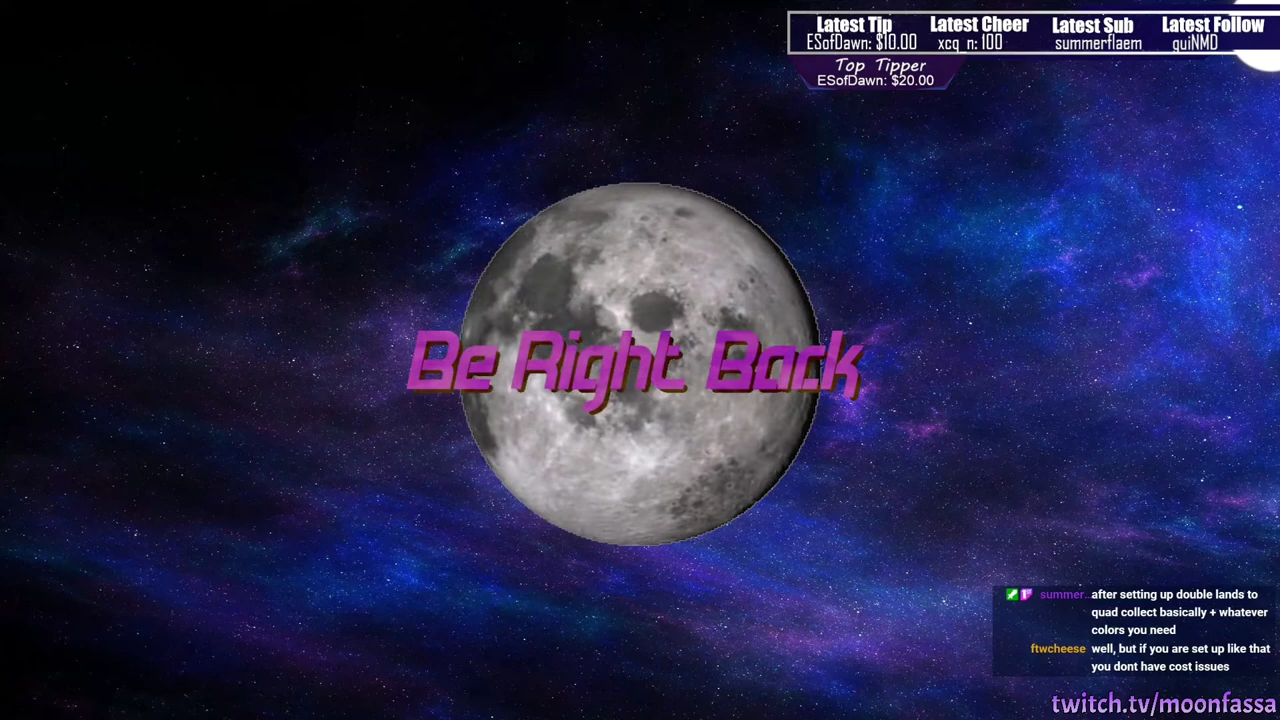 Latest Tip Latest Cheer Latest Sub Latest Follow
ESofDawn: $10.00 xcq_n: 100 summerflaem guiNMD
Top Tipper
ESofDawn: $20.00
Be Right Back
summer.. after setting up double lands to
quad collect basically + whatever
colors you need
ftwcheese well, but if you are set up like that
you dont have cost issues
twitch.tv/moonfassa